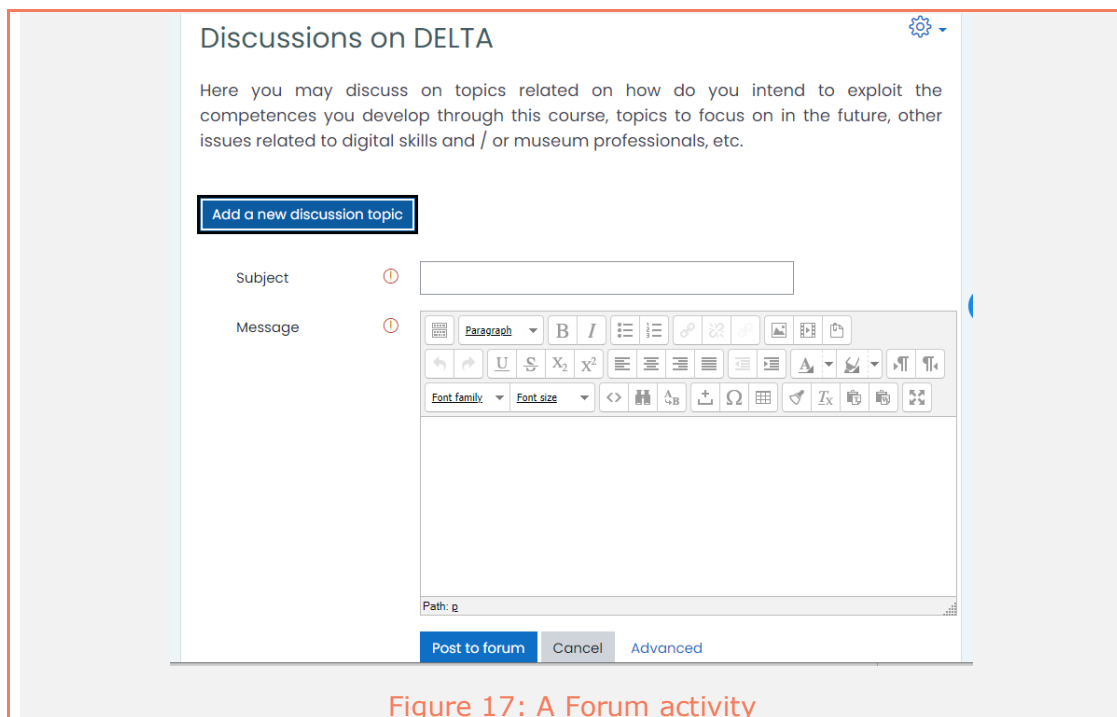 Discussions on DELTA
Here you may discuss on topics related on how do you intend to exploit the
competences you develop through this course, topics to focus on in the future, other
issues related to digital skills and / or museum professionals, etc.
Add a new discussion topic
Subject
Message
Paragraph
Font family Font size
Path: p
Post to forum Cancel Advanced
Figure 17: A Forum activity